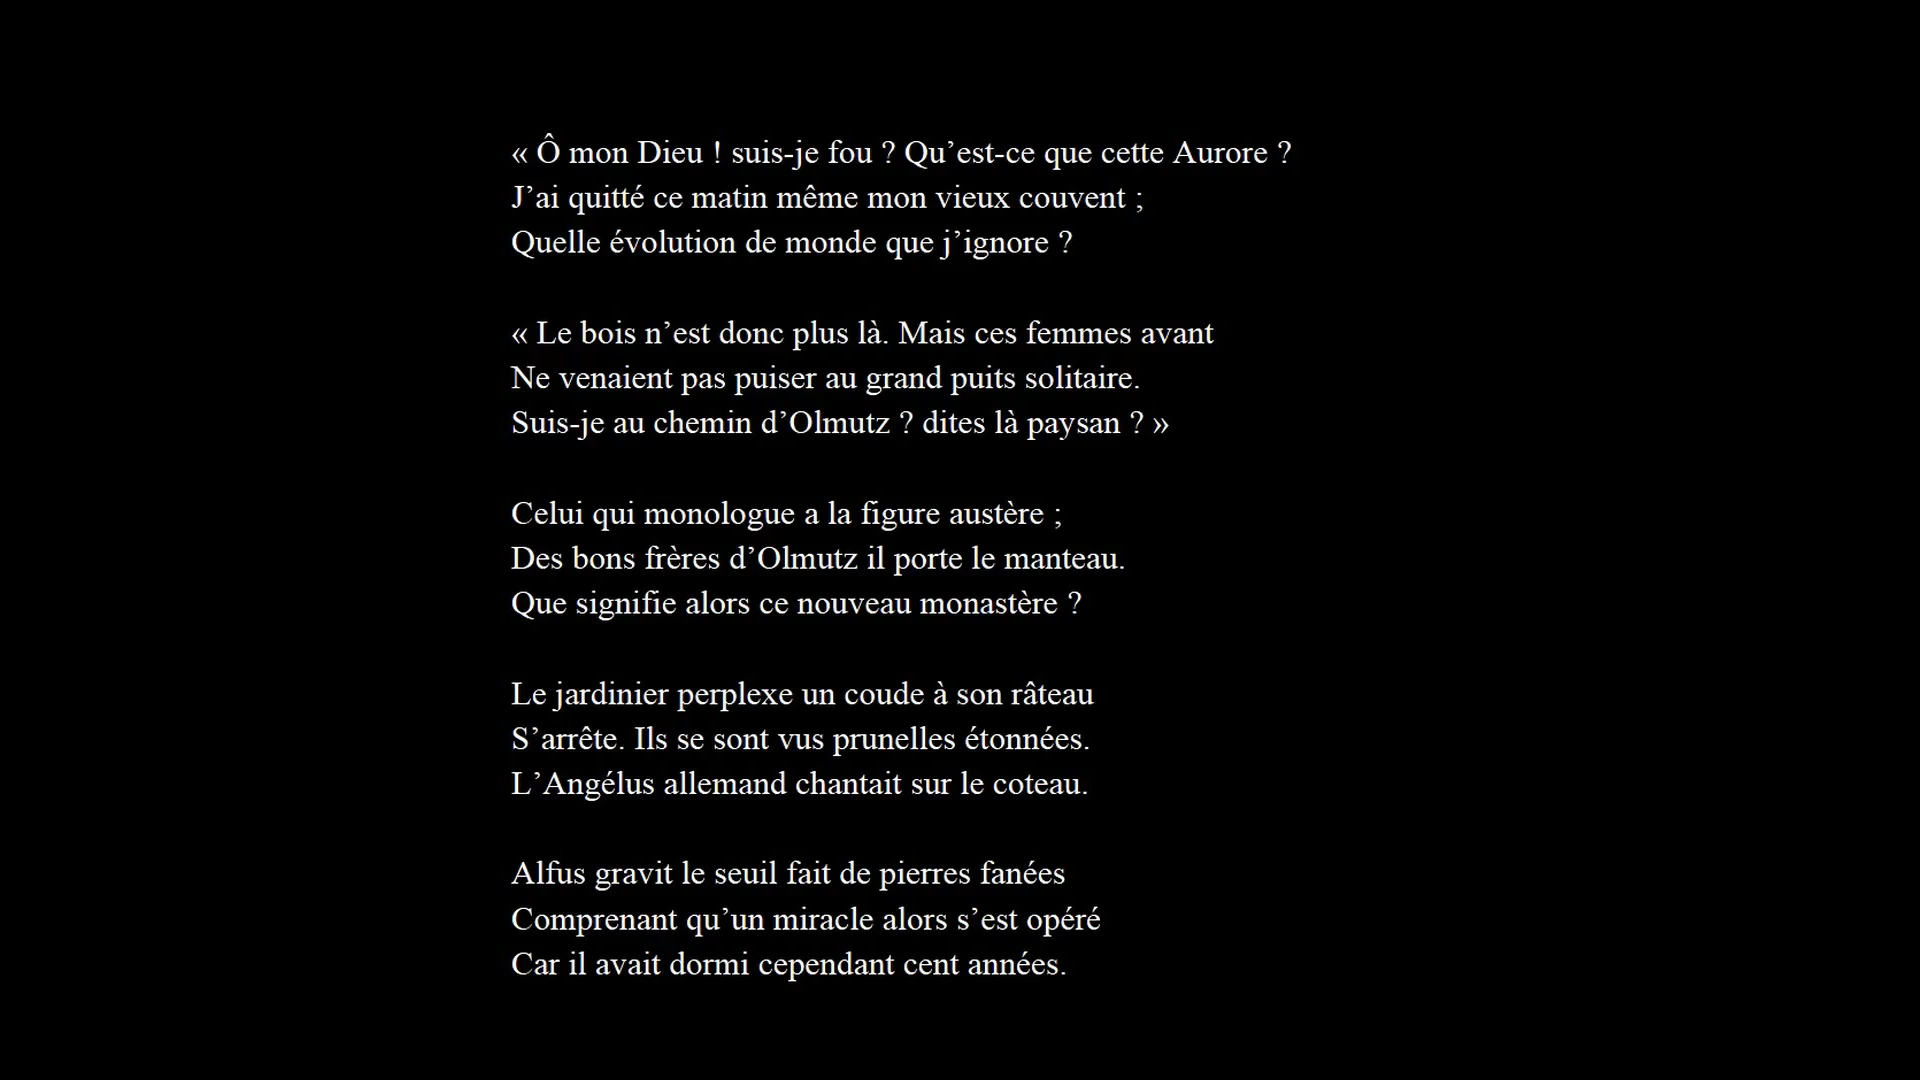 « Ô mon Dieu ! suis-je fou ? Qu’est-ce que cette Aurore ?
J’ai quitté ce matin même mon vieux couvent ;
Quelle évolution de monde que j’ignore ?
« Le bois n’est donc plus là. Mais ces femmes avant
Ne venaient pas puiser au grand puits solitaire.
Suis-je au chemin d’Olmutz ? dites là paysan ? »
Celui qui monologue a la figure austère ;
Des bons frères d’Olmutz il porte le manteau.
Que signifie alors ce nouveau monastère ?
Le jardinier perplexe un coude à son râteau
S’arrête. Ils se sont vus prunelles étonnées.
L’Angélus allemand chantait sur le coteau.
Alfus gravit le seuil fait de pierres fanées
Comprenant qu’un miracle alors s’est opéré
Car il avait dormi cependant cent années.